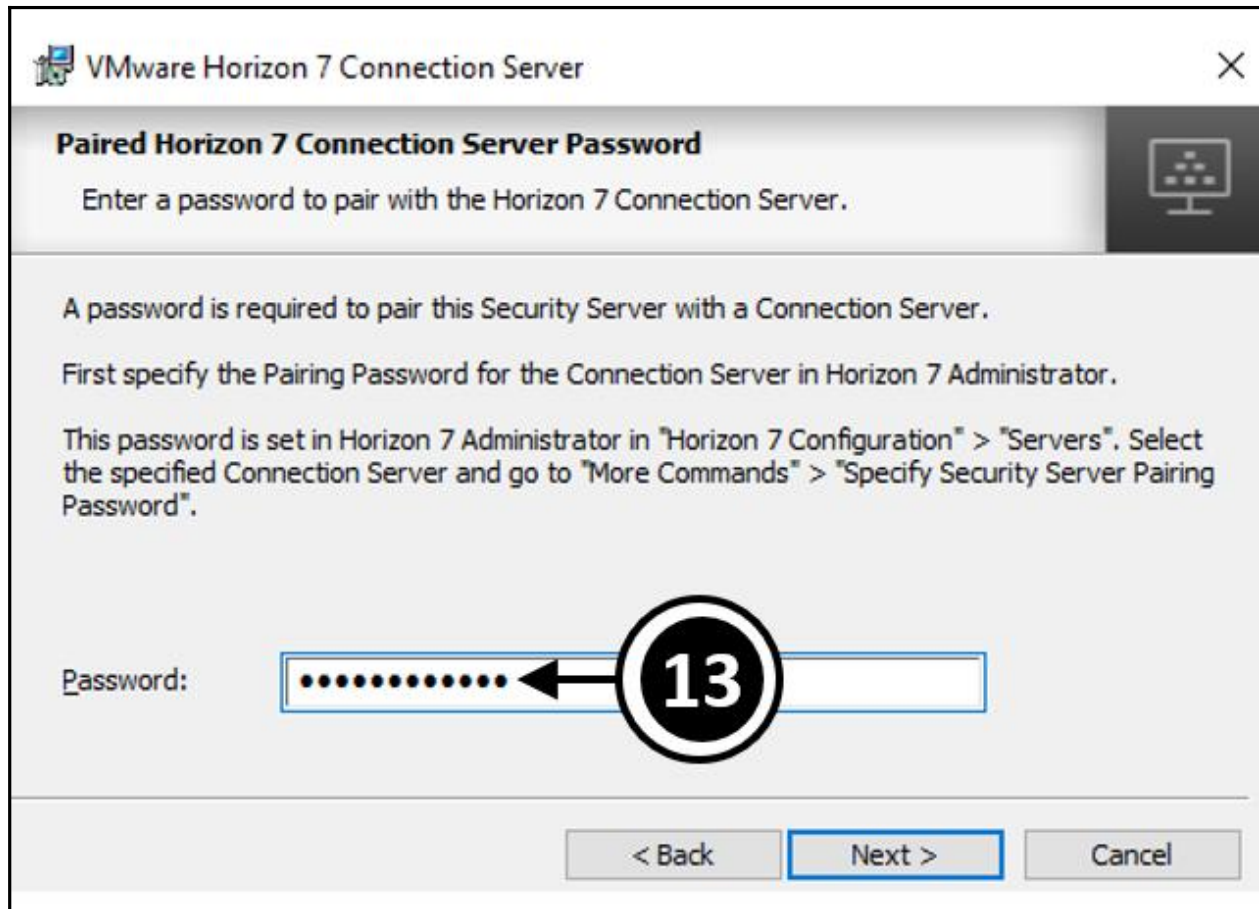 VMware Horizon 7 Connection Server
Paired Horizon 7 Connection Server Password
Enter a password to pair with the Horizon 7 Connection Server.
A password is required to pair this Security Server with a Connection Server.
First specify the Pairing Password for the Connection Server in Horizon 7 Administrator.
This password is set in Horizon 7 Administrator in "Horizon 7 Configuration" > "Servers". Select
the specified Connection Server and go to "More Commands" > "Specify Security Server Pairing
Password".
Password: ●●●●●●●●●●●● 13
< Back Next > Cancel